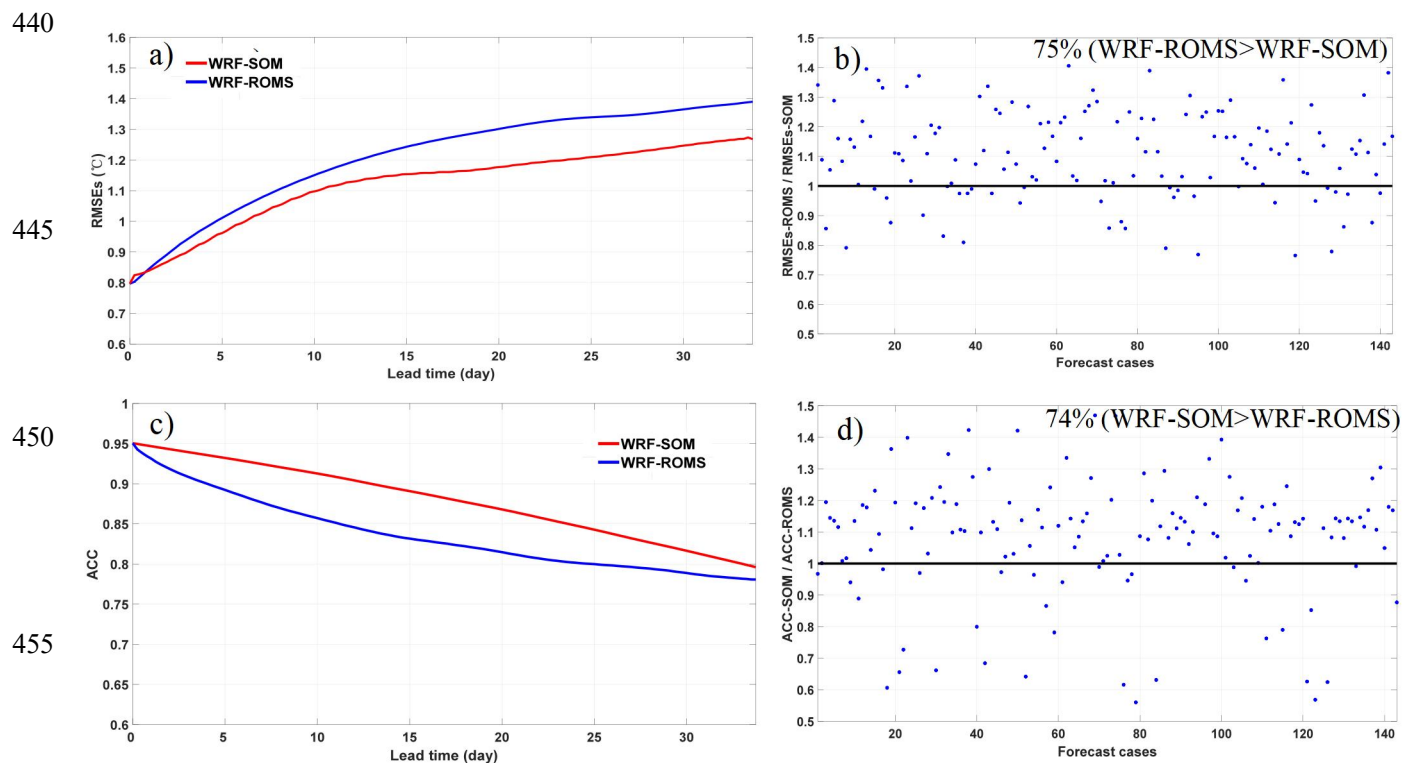 440
a)
`
WRF-SOM
WRF-ROMS
RMSEs (℃)
1.6
1.5
1.4
1.3
1.2
1.1
1
0.9
0.8
0.7
0.6
0 5 10 15 20 25 30
Lead time (day)
b)
75% (WRF-ROMS>WRF-SOM)
RMSEs-ROMS / RMSEs-SOM
1.5
1.4
1.3
1.2
1.1
1
0.9
0.8
0.7
0.6
0.5
20 40 60 80 100 120 140
Forecast cases
445
450
c)
WRF-SOM
WRF-ROMS
ACC
1
0.95
0.9
0.85
0.8
0.75
0.7
0.65
0.6
0 5 10 15 20 25 30
Lead time (day)
d)
74% (WRF-SOM>WRF-ROMS)
ACC-SOM / ACC-ROMS
1.5
1.4
1.3
1.2
1.1
1
0.9
0.8
0.7
0.6
0.5
20 40 60 80 100 120 140
Forecast cases
455